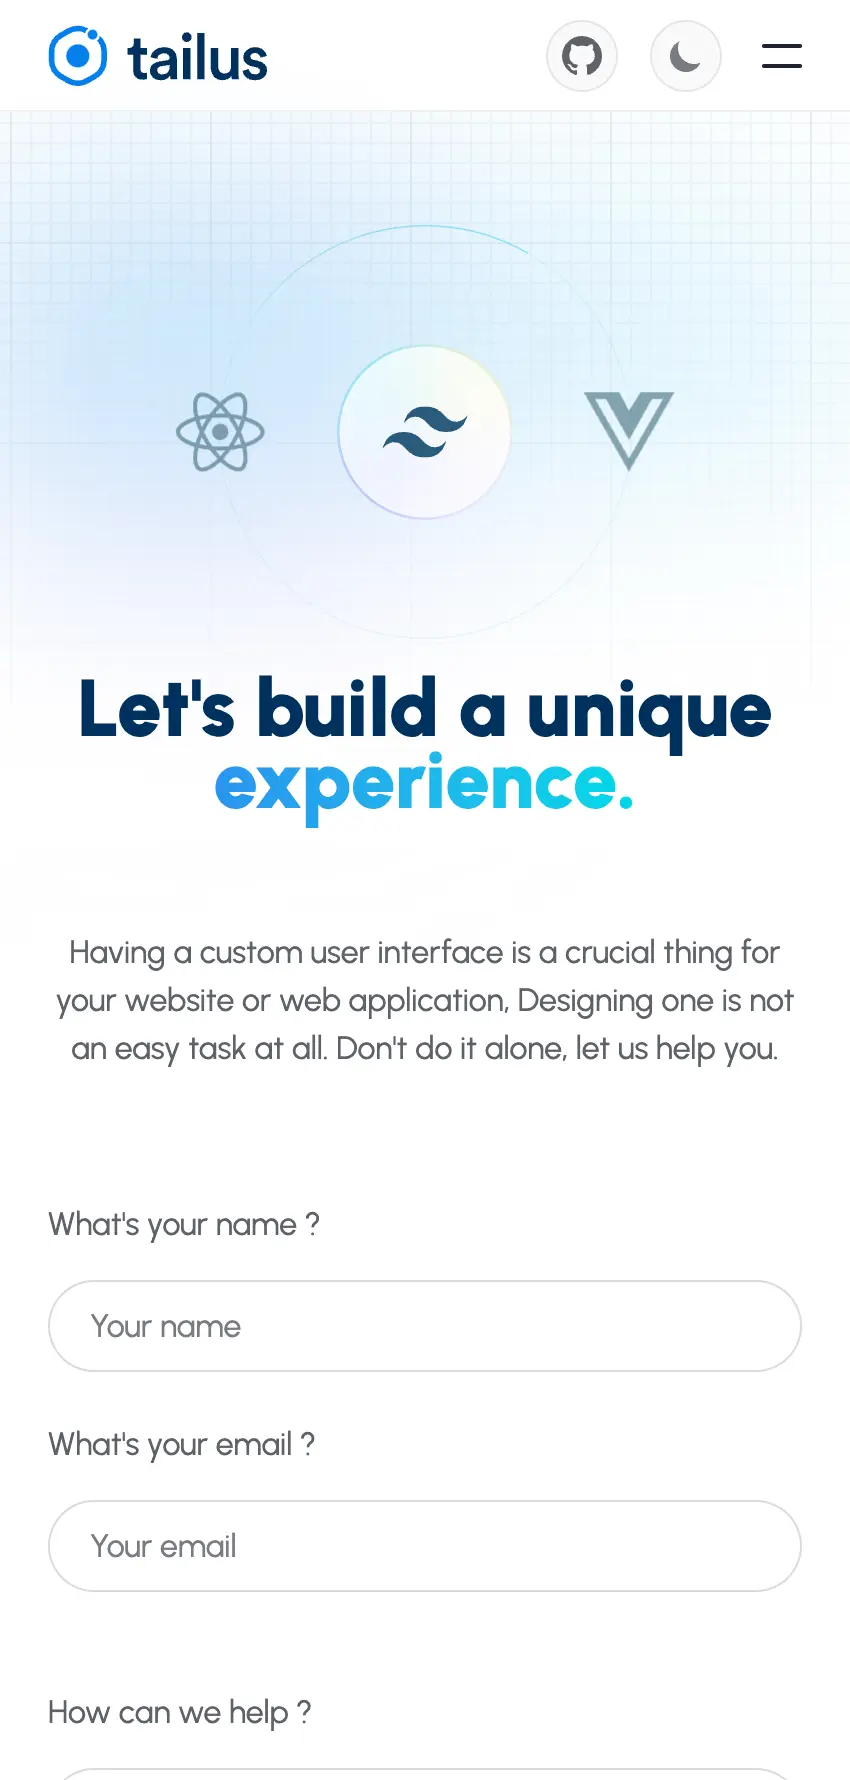 tailus
Let's build a unique
experience.
Having a custom user interface is a crucial thing for
your website or web application, Designing one is not
an easy task at all. Don't do it alone, let us help you.
What's your name ?
Your name
What's your email ?
Your email
How can we help ?